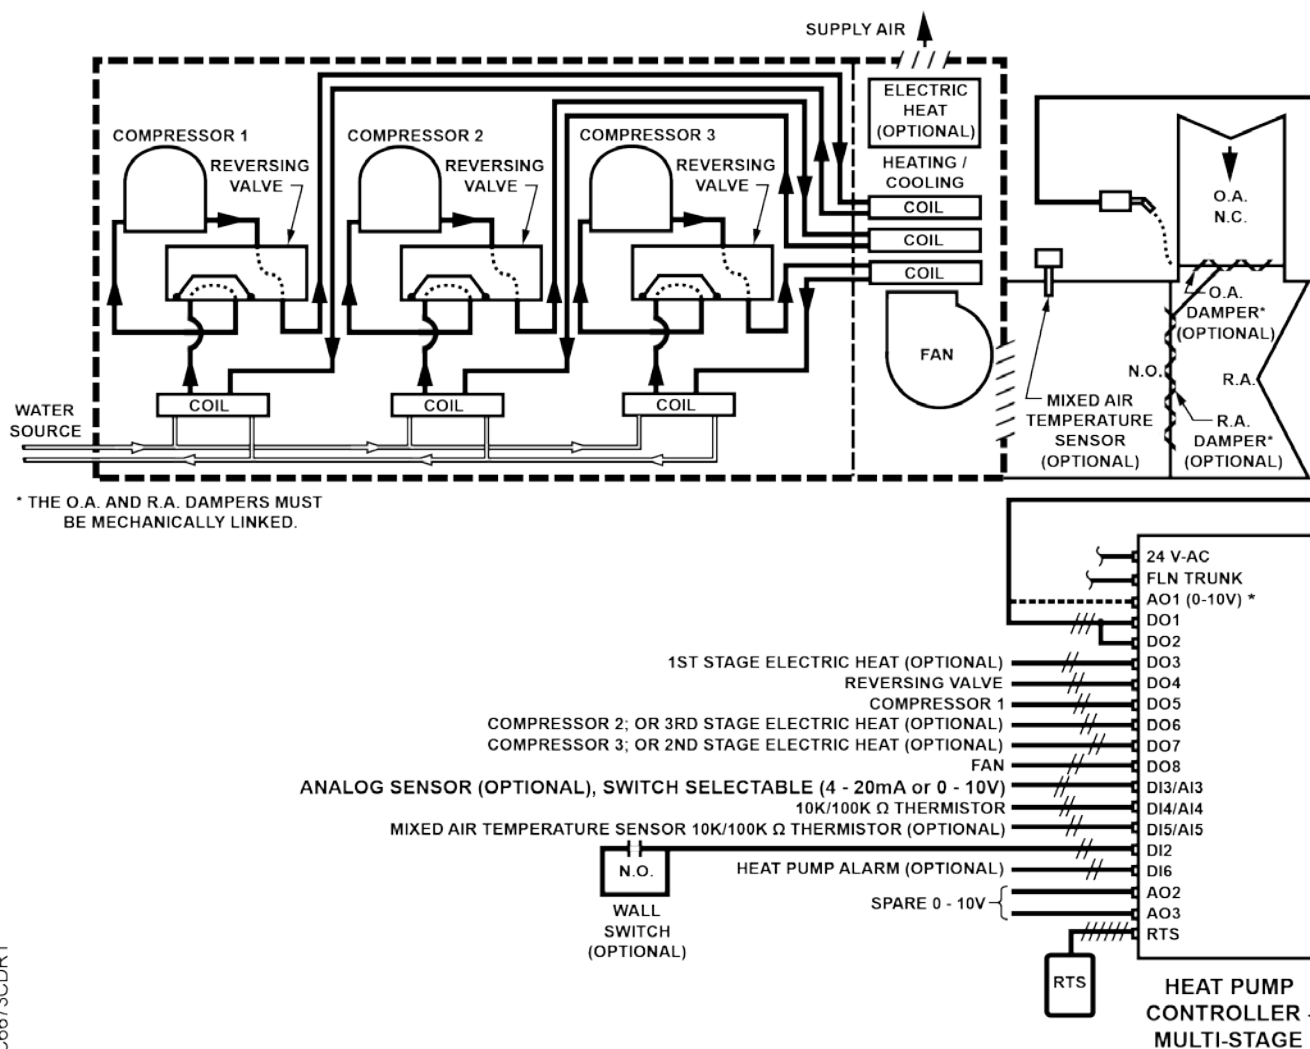 SUPPLY AIR
ELECTRIC
HEAT
(OPTIONAL)
COMPRESSOR 1
COMPRESSOR 2
COMPRESSOR 3
REVERSING
VALVE
REVERSING
VALVE
REVERSING
VALVE
HEATING /
COOLING
COIL
COIL
COIL
FAN
O.A.
N.C.
O.A.
DAMPER*
(OPTIONAL)
N.O.
R.A.
R.A.
DAMPER*
(OPTIONAL)
MIXED AIR
TEMPERATURE
SENSOR
(OPTIONAL)
COIL
COIL
COIL
WATER
SOURCE
* THE O.A. AND R.A. DAMPERS MUST
BE MECHANICALLY LINKED.
24 V-AC
FLN TRUNK
AO1 (0-10V) *
DO1
DO2
1ST STAGE ELECTRIC HEAT (OPTIONAL) DO3
REVERSING VALVE DO4
COMPRESSOR 1 DO5
COMPRESSOR 2; OR 3RD STAGE ELECTRIC HEAT (OPTIONAL) DO6
COMPRESSOR 3; OR 2ND STAGE ELECTRIC HEAT (OPTIONAL) DO7
FAN DO8
ANALOG SENSOR (OPTIONAL), SWITCH SELECTABLE (4 - 20mA or 0 - 10V) DI3/AI3
10K/100K Ω THERMISTOR DI4/AI4
MIXED AIR TEMPERATURE SENSOR 10K/100K Ω THERMISTOR (OPTIONAL) DI5/AI5
DI2
N.O.
HEAT PUMP ALARM (OPTIONAL) DI6
SPARE 0 - 10V
AO2
AO3
WALL
SWITCH
(OPTIONAL)
RTS
RTS
HEAT PUMP
CONTROLLER -
MULTI-STAGE